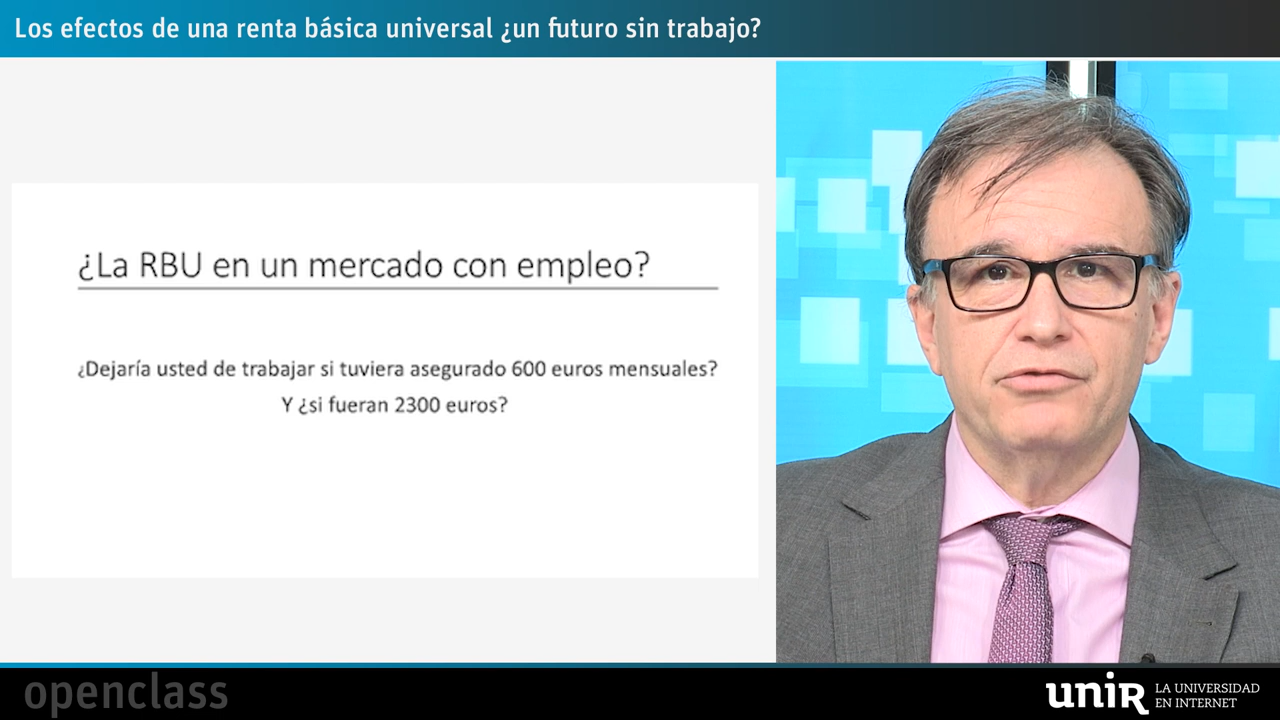 Los efectos de una renta básica universal ¿un futuro sin trabajo?
¿La RBU en un mercado con empleo?
¿Dejaría usted de trabajar si tuviera asegurado 600 euros mensuales?
Y ¿si fueran 2300 euros?
openclass
unir
LA UNIVERSIDAD
EN INTERNET